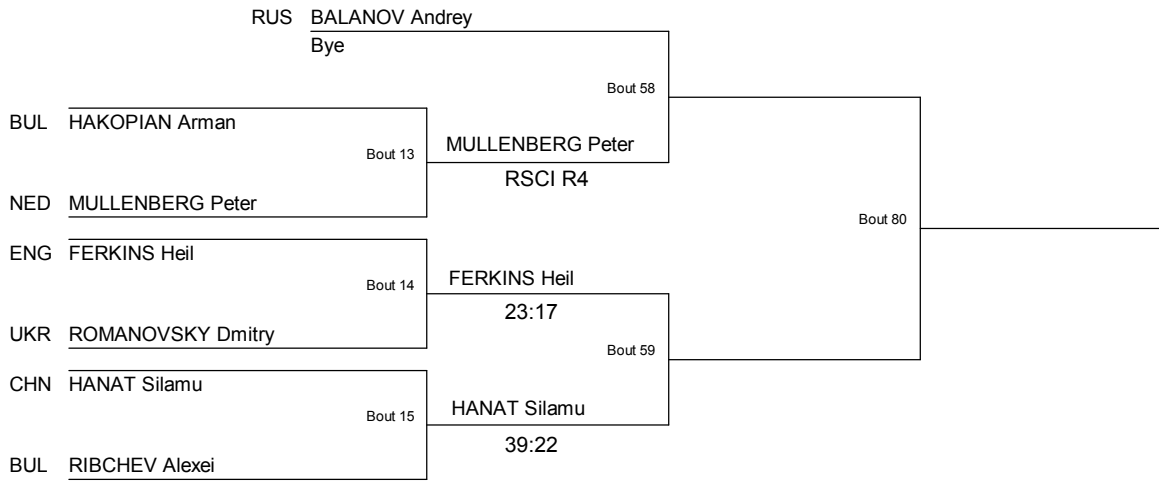 RUS BALANOV Andrey
Bye
Bout 58
BUL HAKOPIAN Arman
Bout 13
MULLENBERG Peter
RSCI R4
NED MULLENBERG Peter
Bout 80
ENG FERKINS Heil
Bout 14
FERKINS Heil
23:17
UKR ROMANOVSKY Dmitry
Bout 59
CHN HANAT Silamu
Bout 15
HANAT Silamu
39:22
BUL RIBCHEV Alexei